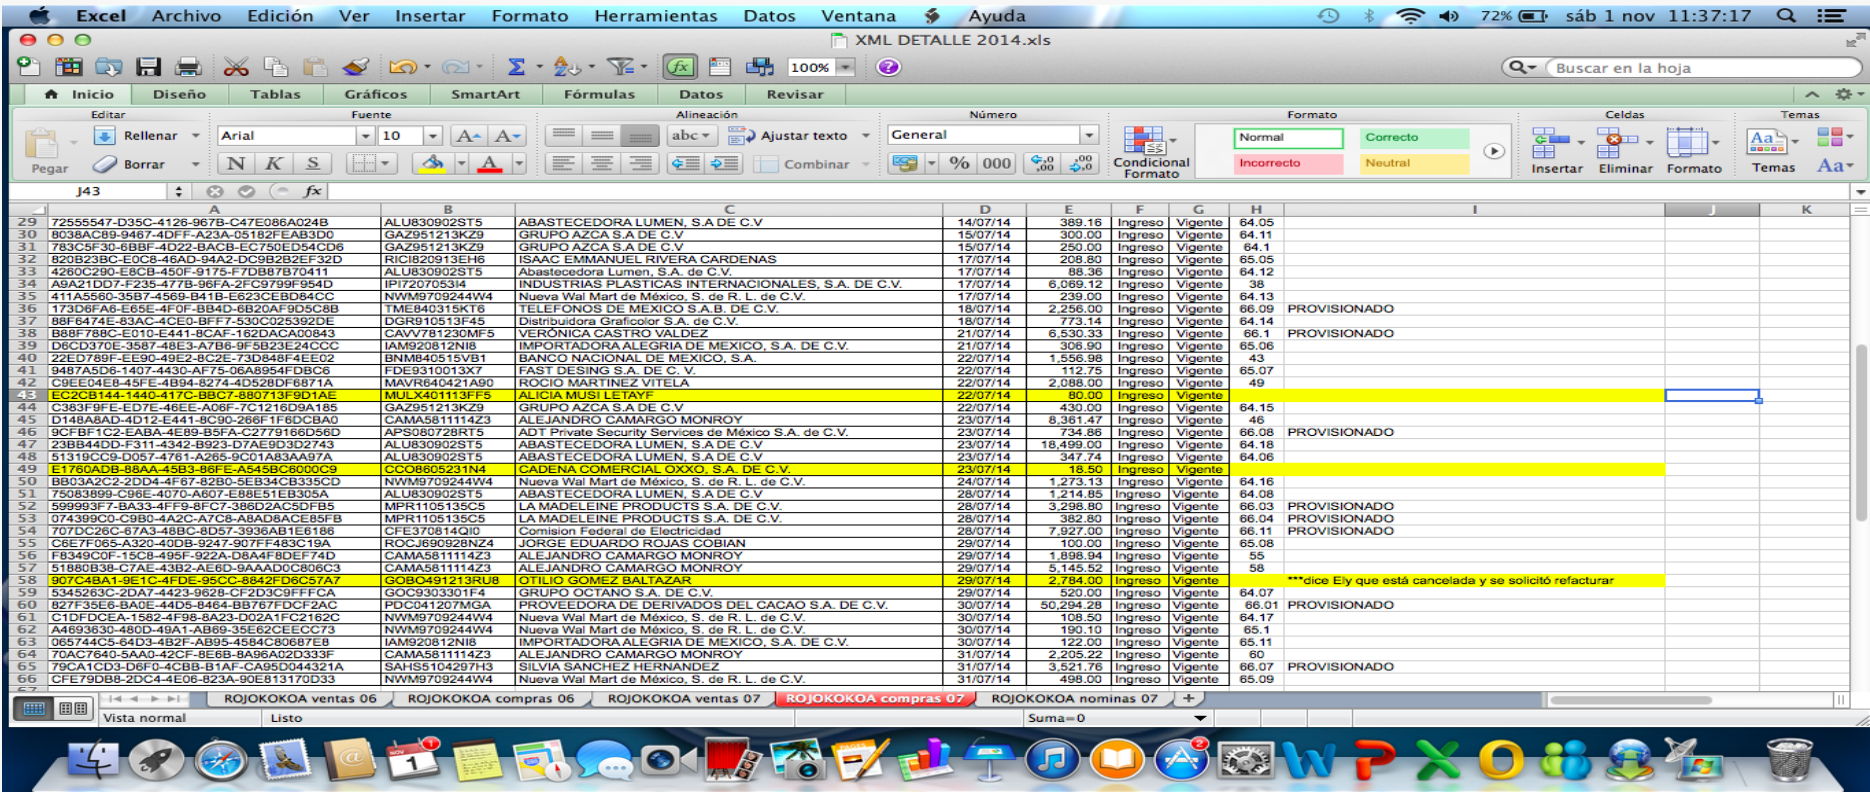 Excel Archivo Edición Ver Insertar Formato Herramientas Datos Ventana Ayuda 72% sáb 1 nov 11:37:17
XML DETALLE 2014.xls
100% Buscar en la hoja
Inicio Diseño Tablas Gráficos SmartArt Fórmulas Datos Revisar
Editar Fuente Alineación Número Formato Celdas Temas
Rellenar Arial 10 A A abc Ajustar texto General Normal Correcto
Pegar Borrar N K S A Combinar % 000 Condicional Formato Incorrecto Neutral Insertar Eliminar Formato Temas Aa
J43 fx
A B C D E F G H I J K
29 72555547-D35C-4126-967B-C47E086A024B ALU830902ST5 ABASTECEDORA LUMEN, S.A DE C.V 14/07/14 389.16 Ingreso Vigente 64.05
30 8038AC89-9467-4DFF-A23A-05182FEAB3D0 GAZ951213KZ9 GRUPO AZCA S.A DE C.V 15/07/14 300.00 Ingreso Vigente 64.11
31 783C5F30-6BBF-4D22-BACB-EC750ED54CD6 GAZ951213KZ9 GRUPO AZCA S.A DE C.V 15/07/14 250.00 Ingreso Vigente 64.1
32 820B23BC-E0C8-46AD-94A2-DC9B2B2EF32D RICI820913EH6 ISAAC EMMANUEL RIVERA CARDENAS 17/07/14 208.80 Ingreso Vigente 65.05
33 4260C290-E8CB-450F-9175-F7DB87B70411 ALU830902ST5 Abastecedora Lumen, S.A. de C.V. 17/07/14 88.36 Ingreso Vigente 64.12
34 A9A21DD7-F235-477B-96FA-2FC9799F954D IPI7207053I4 INDUSTRIAS PLASTICAS INTERNACIONALES, S.A. DE C.V. 17/07/14 6,069.12 Ingreso Vigente 38
35 411A5560-35B7-4569-B41B-E623CEBD84CC NWM9709244W4 Nueva Wal Mart de México, S. de R. L. de C.V. 17/07/14 239.00 Ingreso Vigente 64.13
36 173D6FA6-E65E-4F0F-BB4D-6B20AF9D5C8B TME840315KT6 TELEFONOS DE MEXICO S.A.B. DE C.V. 18/07/14 2,256.00 Ingreso Vigente 66.09 PROVISIONADO
37 88F6474E-83AC-4CE0-BFF7-530C025392DE DGR910513F45 Distribuidora Graficolor S.A. de C.V. 18/07/14 773.14 Ingreso Vigente 64.14
38 B88F788C-E010-E441-8CAF-162DACA00843 CAVV781230MF5 VERÓNICA CASTRO VALDEZ 21/07/14 6,530.33 Ingreso Vigente 66.1 PROVISIONADO
39 D6CD370E-3587-48E3-A7B6-9F5B23E24CCC IAM920812NI8 IMPORTADORA ALEGRIA DE MEXICO, S.A. DE C.V. 21/07/14 306.90 Ingreso Vigente 65.06
40 22ED789F-EE90-49E2-8C2E-73D848F4EE02 BNM840515VB1 BANCO NACIONAL DE MEXICO, S.A. 22/07/14 1,556.98 Ingreso Vigente 43
41 9487A5D6-1407-4430-AF75-06A8954FDBC6 FDE9310013X7 FAST DESING S.A. DE C. V. 22/07/14 112.75 Ingreso Vigente 65.07
42 C9EE04E8-45FE-4B94-8274-4D528DF6871A MAVR640421A90 ROCIO MARTINEZ VITELA 22/07/14 2,088.00 Ingreso Vigente 49
43 EC2CB144-1440-417C-BBC7-880713F9D1AE MULX401113FF5 ALICIA MUSI LETAYF 22/07/14 80.00 Ingreso Vigente
44 C383F9FE-ED7E-46EE-A06F-7C1216D9A185 GAZ951213KZ9 GRUPO AZCA S.A DE C.V 22/07/14 430.00 Ingreso Vigente 64.15
45 D148A8AD-4D12-E441-8C90-266F1F6DCBA0 CAMA5811114Z3 ALEJANDRO CAMARGO MONROY 23/07/14 8,361.47 Ingreso Vigente 46
46 9CFBF1C2-EABA-4E89-B5FA-C2779166D56D APS080728RT5 ADT Private Security Services de México S.A. de C.V. 23/07/14 734.86 Ingreso Vigente 66.08 PROVISIONADO
47 23BB44DD-F311-4342-B923-D7AE9D3D2743 ALU830902ST5 ABASTECEDORA LUMEN, S.A DE C.V 23/07/14 18,499.00 Ingreso Vigente 64.18
48 51319CC9-D057-4761-A265-9C01A83AA97A ALU830902ST5 ABASTECEDORA LUMEN, S.A DE C.V 23/07/14 347.74 Ingreso Vigente 64.06
49 E1760ADB-88AA-45B3-86FE-A545BC6000C9 CCO8605231N4 CADENA COMERCIAL OXXO, S.A. DE C.V. 23/07/14 18.50 Ingreso Vigente
50 BB03A2C2-2DD4-4F67-82B0-5EB34CB335CD NWM9709244W4 Nueva Wal Mart de México, S. de R. L. de C.V. 24/07/14 1,273.13 Ingreso Vigente 64.16
51 75083899-C96E-4070-A607-E88E51EB305A ALU830902ST5 ABASTECEDORA LUMEN, S.A DE C.V 28/07/14 1,214.85 Ingreso Vigente 64.08
52 599993F7-BA33-4FF9-8FC7-386D2AC5DFB5 MPR1105135C5 LA MADELEINE PRODUCTS S.A. DE C.V. 28/07/14 3,298.80 Ingreso Vigente 66.03 PROVISIONADO
53 074399C0-C9B0-4A2C-A7C8-A8AD8ACE85FB MPR1105135C5 LA MADELEINE PRODUCTS S.A. DE C.V. 28/07/14 382.80 Ingreso Vigente 66.04 PROVISIONADO
54 707DC26C-67A3-48BC-8D57-3936AB1E6186 CFE370814QI0 Comision Federal de Electricidad 28/07/14 7,927.00 Ingreso Vigente 66.11 PROVISIONADO
55 C6E7F065-A320-40DB-9247-907FF483C19A ROCJ690928NZ4 JORGE EDUARDO ROJAS COBIAN 29/07/14 100.00 Ingreso Vigente 65.08
56 F8349C0F-15C8-495F-922A-D8A4F8DEF74D CAMA5811114Z3 ALEJANDRO CAMARGO MONROY 29/07/14 1,898.94 Ingreso Vigente 55
57 51880B38-C7AE-43B2-AE6D-9AAAD0C806C3 CAMA5811114Z3 ALEJANDRO CAMARGO MONROY 29/07/14 5,145.52 Ingreso Vigente 58
58 907C4BA1-9E1C-4FDE-95CC-8842FD6C57A7 GOBO491213RU8 OTILIO GOMEZ BALTAZAR 29/07/14 2,784.00 Ingreso Vigente ***dice Ely que está cancelada y se solicitó refacturar
59 5345263C-2DA7-4423-9628-CF2D3C9FFFCA GOC9303301F4 GRUPO OCTANO S.A. DE C.V. 29/07/14 520.00 Ingreso Vigente 64.07
60 827F35E6-BA0E-44D5-8464-BB767FDCF2AC PDC041207MGA PROVEEDORA DE DERIVADOS DEL CACAO S.A. DE C.V. 30/07/14 50,294.28 Ingreso Vigente 66.01 PROVISIONADO
61 C1DFDCEA-1582-4F98-8A23-D02A1FC2162C NWM9709244W4 Nueva Wal Mart de México, S. de R. L. de C.V. 30/07/14 108.50 Ingreso Vigente 64.17
62 A4693630-480D-49A1-AB69-35E62CEECC73 NWM9709244W4 Nueva Wal Mart de México, S. de R. L. de C.V. 30/07/14 190.10 Ingreso Vigente 65.1
63 065744C5-64D3-4B2F-AB95-4584C80687E8 IAM920812NI8 IMPORTADORA ALEGRIA DE MEXICO, S.A. DE C.V. 30/07/14 122.00 Ingreso Vigente 65.11
64 70AC7640-5AA0-42CF-8E6B-8A96A02D333F CAMA5811114Z3 ALEJANDRO CAMARGO MONROY 31/07/14 2,205.22 Ingreso Vigente 60
65 79CA1CD3-D6F0-4CBB-B1AF-CA95D044321A SAHS5104297H3 SILVIA SANCHEZ HERNANDEZ 31/07/14 3,521.76 Ingreso Vigente 66.07 PROVISIONADO
66 CFE79DB8-2DC4-4E06-823A-90E813170D33 NWM9709244W4 Nueva Wal Mart de México, S. de R. L. de C.V. 31/07/14 498.00 Ingreso Vigente 65.09
ROJOKOKOA ventas 06 ROJOKOKOA compras 06 ROJOKOKOA ventas 07 ROJOKOKOA compras 07 ROJOKOKOA nominas 07 +
Vista normal Listo Suma=0
NOV 1 1 PAGES 2